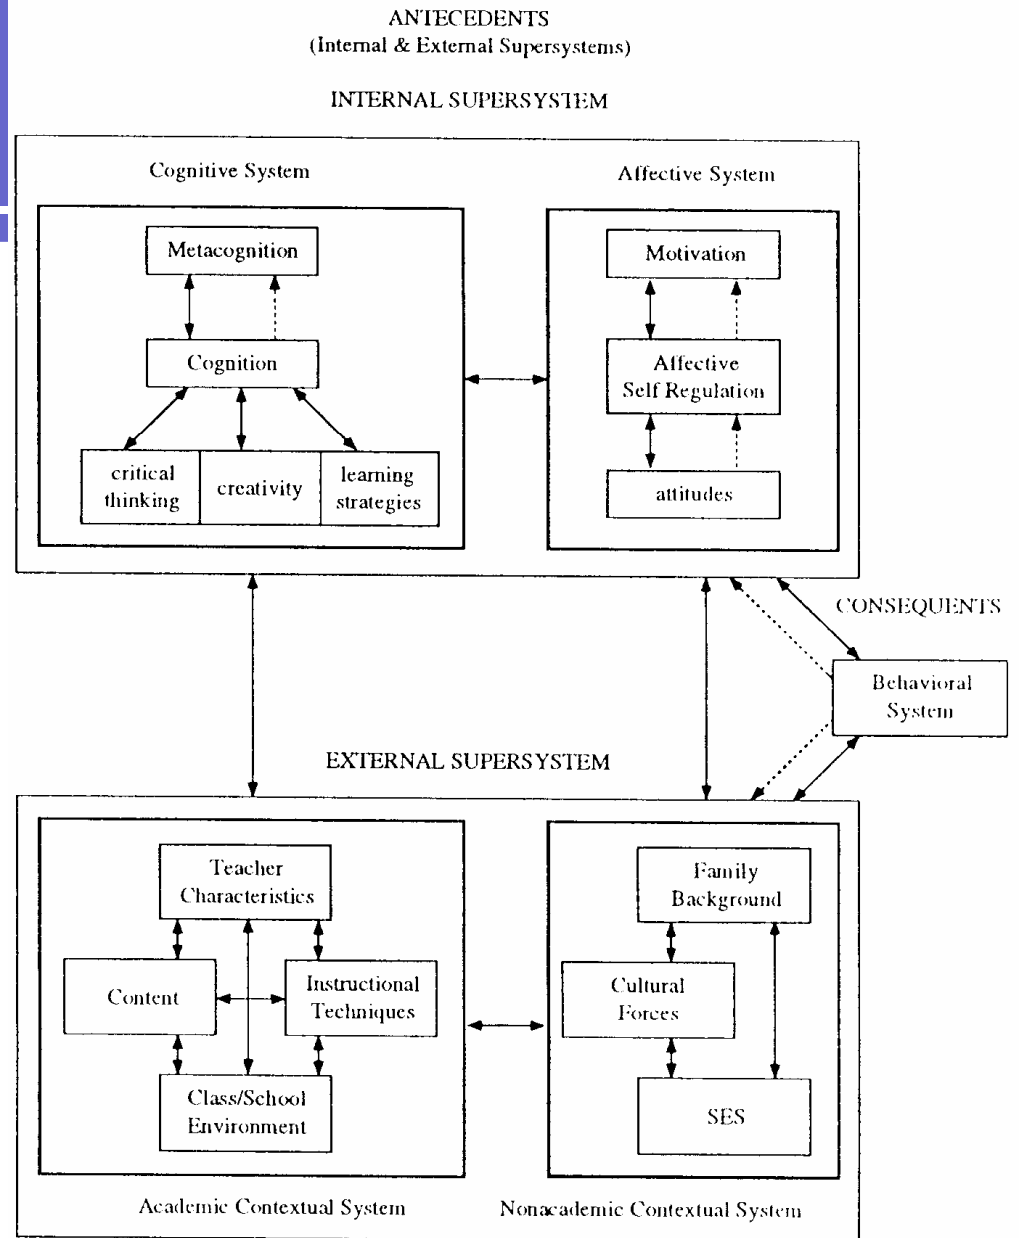 ANTECEDENTS
(Internal & External Supersystems)
INTERNAL SUPERSYSTEM
Cognitive System
Affective System
Metacognition
Motivation
Cognition
Affective
Self Regulation
critical
thinking
creativity
learning
strategies
attitudes
CONSEQUENTS
Behavioral
System
EXTERNAL SUPERSYSTEM
Teacher
Characteristics
Family
Background
Content
Instructional
Techniques
Cultural
Forces
Class/School
Environment
SES
Academic Contextual System
Nonacademic Contextual System